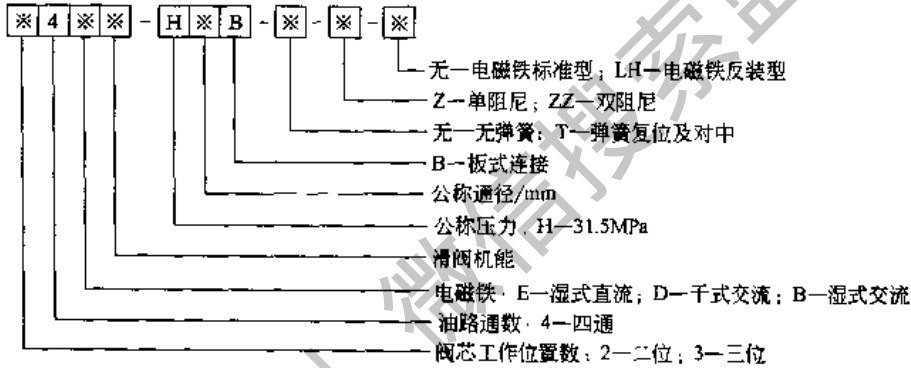 ※4※※-H※B-※-※-※
无—电磁铁标准型；LH—电磁铁反装型
Z—单阻尼；ZZ—双阻尼
无—无弹簧；T—弹簧复位及对中
B—板式连接
公称通径/mm
公称压力，H—31.5MPa
滑阀机能
电磁铁·E—湿式直流；D—干式交流；B—湿式交流
油路通数·4—四通
阀芯工作位置数：2—二位；3—三位
微信搜索